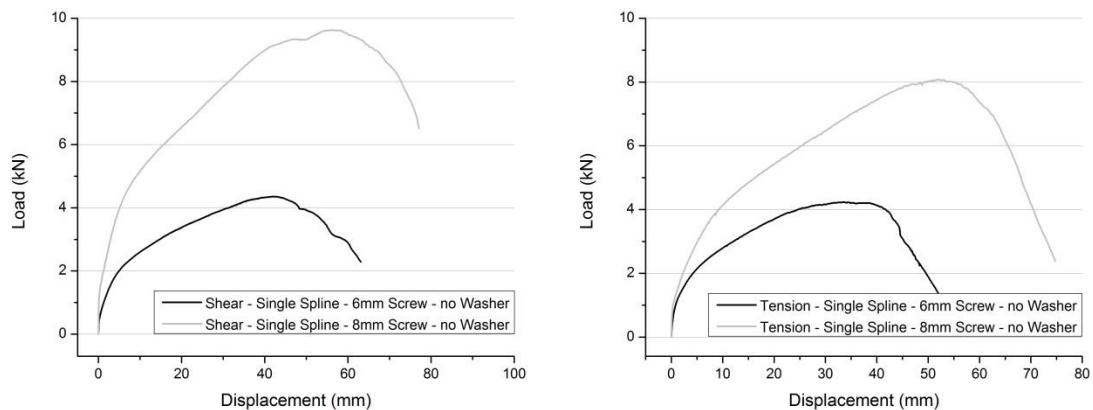 10
8
6
4
2
0
Load (kN)
Shear - Single Spline - 6mm Screw - no Washer
Shear - Single Spline - 8mm Screw - no Washer
0 20 40 60 80 100
Displacement (mm)
10
8
6
4
2
0
Load (kN)
Tension - Single Spline - 6mm Screw - no Washer
Tension - Single Spline - 8mm Screw - no Washer
0 10 20 30 40 50 60 70 80
Displacement (mm)